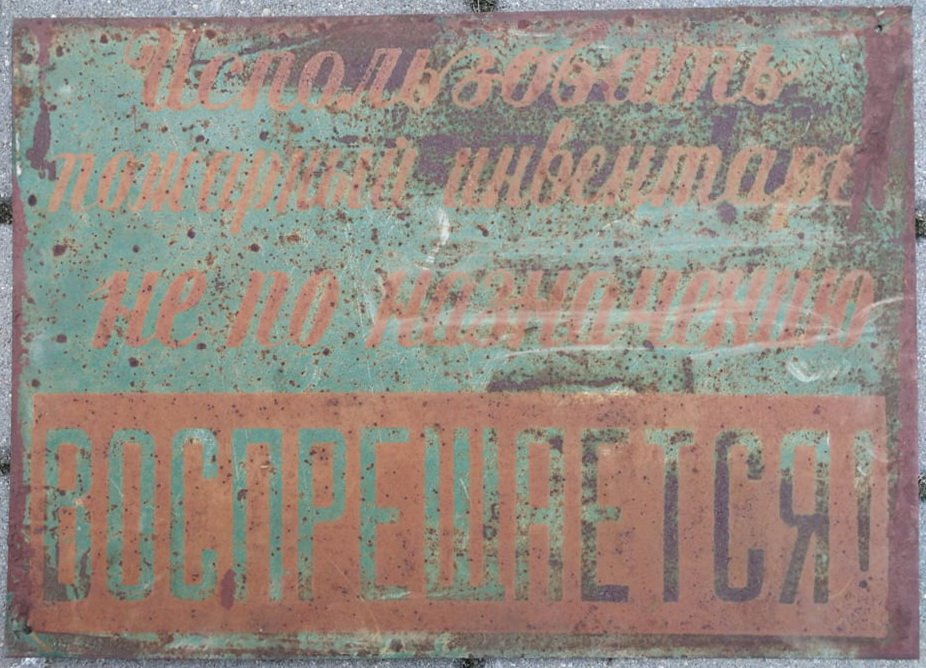 Использовать
пожарный инвентарь
не по назначению
ВОСПРЕЩАЕТСЯ!